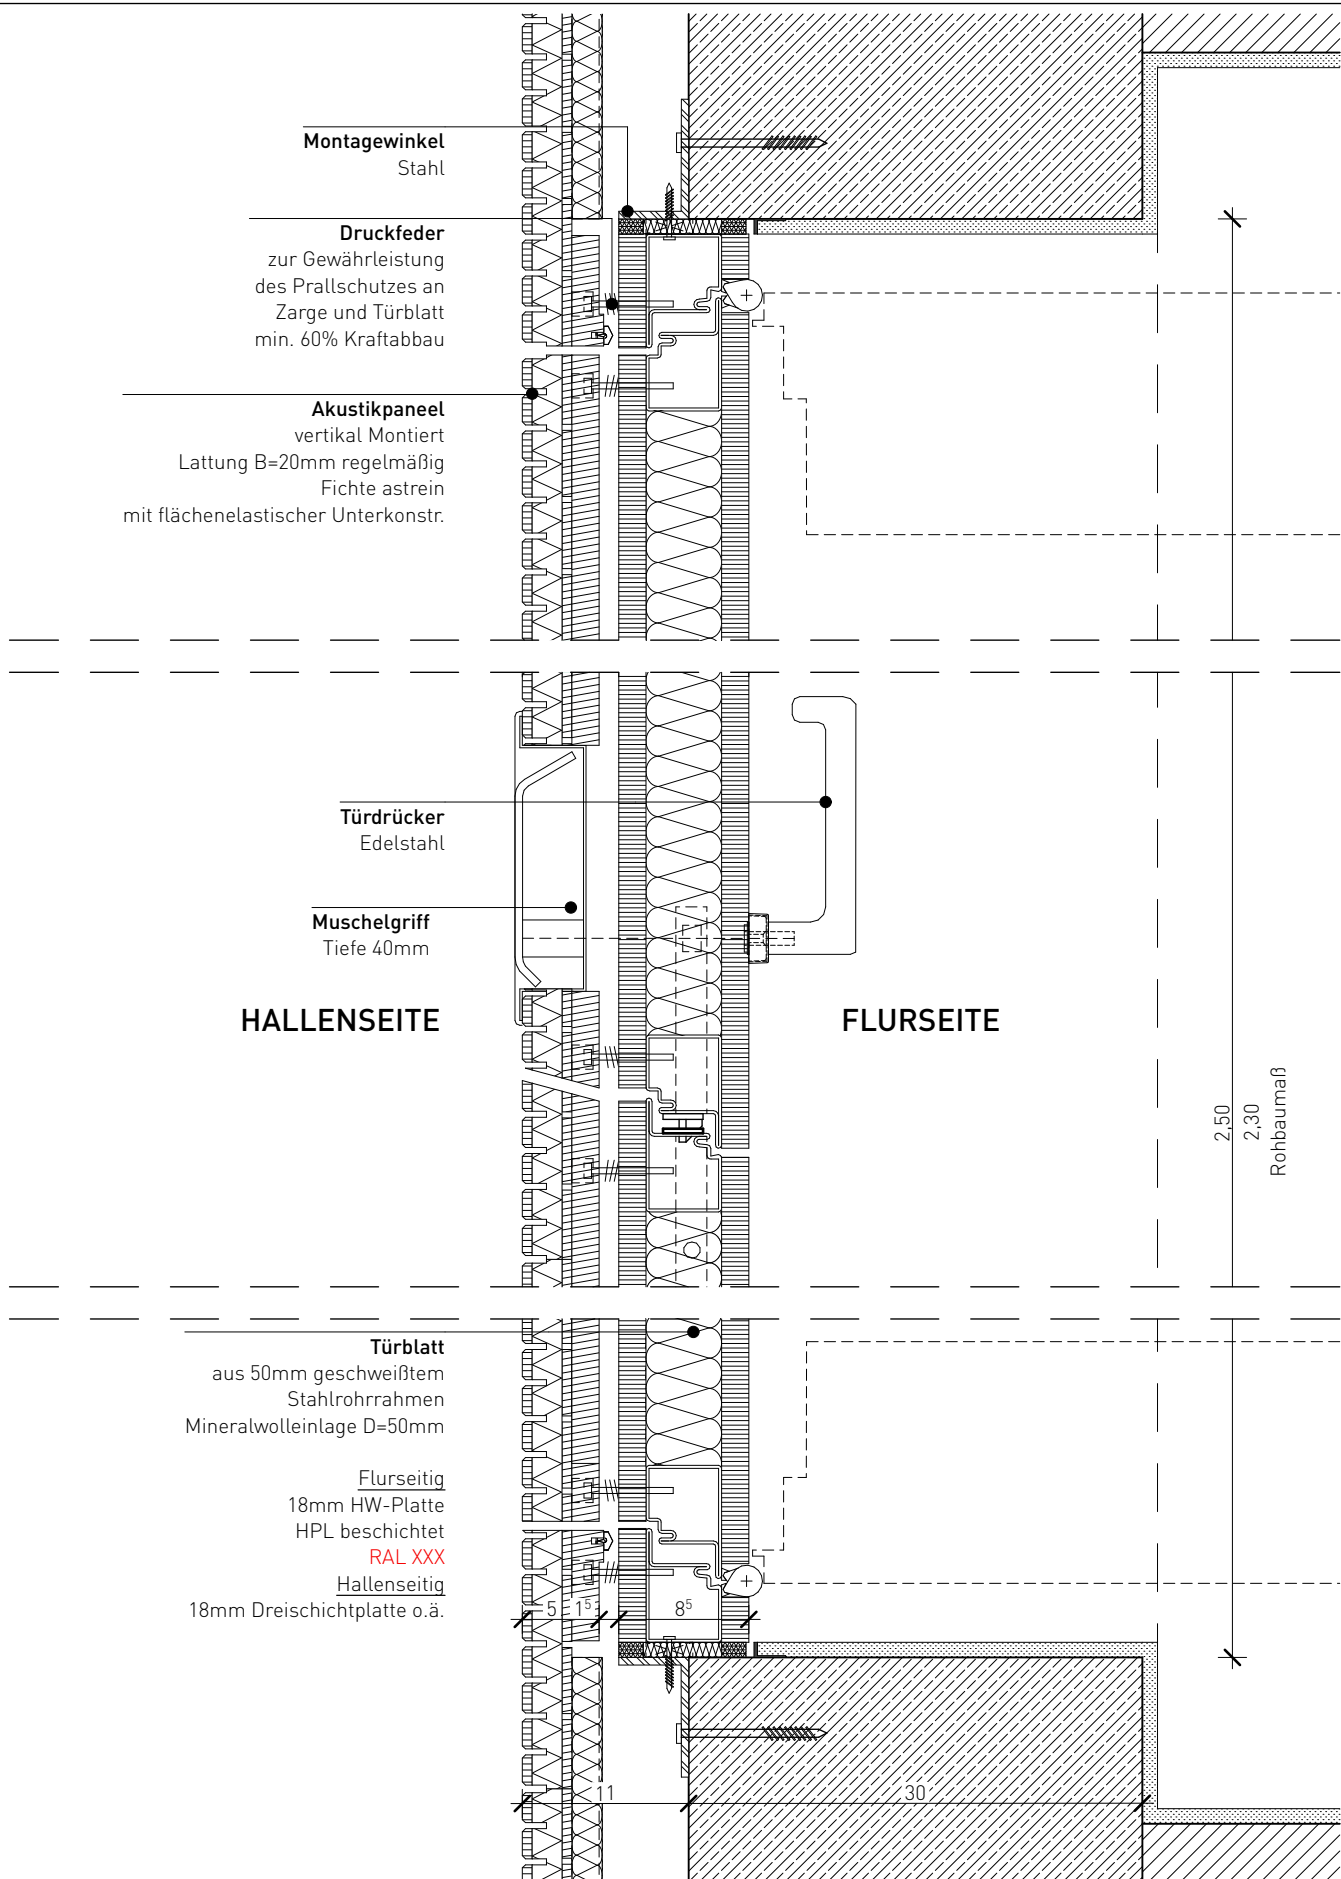 Montagewinkel
Stahl
Druckfeder
zur Gewährleistung
des Prallschutzes an
Zarge und Türblatt
min. 60% Kraftabbau
Akustikpaneel
vertikal Montiert
Lattung B=20mm regelmäßig
Fichte astrein
mit flächenelastischer Unterkonstr.
Türdrücker
Edelstahl
Muschelgriff
Tiefe 40mm
HALLENSEITE
FLURSEITE
2,50
2,30
Rohbaumaß
Türblatt
aus 50mm geschweißtem
Stahlrohrrahmen
Mineralwolleinlage D=50mm
Flurseitig
18mm HW-Platte
HPL beschichtet
RAL XXX
Hallenseitig
18mm Dreischichtplatte o.ä.
5 1⁵ 8⁵
11 30